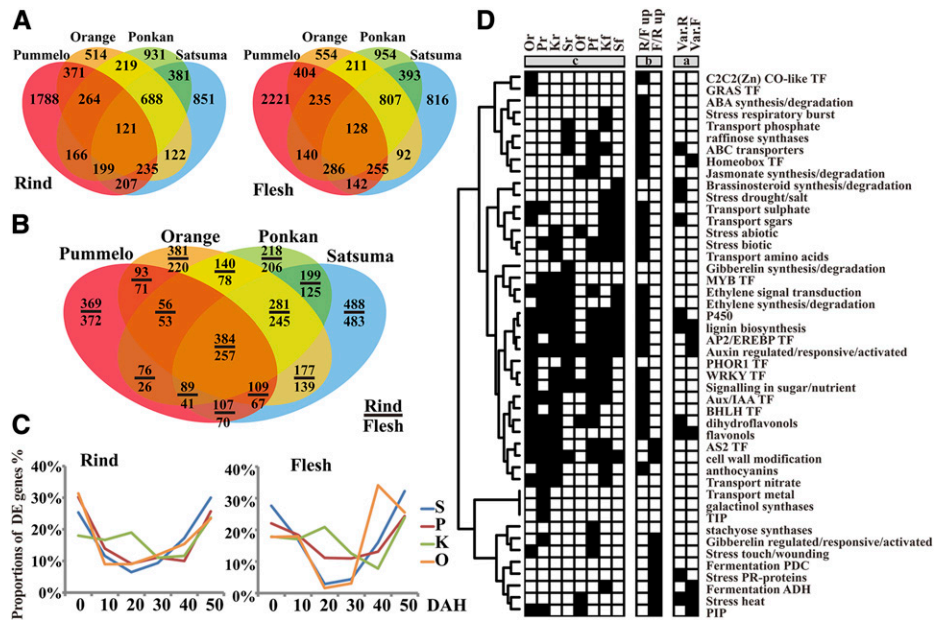 A
Orange Ponkan
Pummelo 514 931 Satsuma
371 219 381
1788 264 688 851
121
166 122
199 235
207
Rind
Orange Ponkan
Pummelo 554 954 Satsuma
404 211 393
2221 235 807 816
128
140 92
286 255
142
Flesh
B
Orange Ponkan
Pummelo Satsuma
381 218
220 206
93 140 199
71 78 125
369 56 281 488
372 53 245 483
384
257
76 177
26 139
89 109
41 67
107
70
Rind
Flesh
C
Rind
Proportions of DE genes %
40%
30%
20%
10%
0%
0 10 20 30 40 50
Flesh
40%
30%
20%
10%
0%
0 10 20 30 40 50
DAH
S
P
K
O
D
Or
Pr
Kr
Sr
Of
Pf
Kf
Sf
R/F up
F/R up
Var.R
Var.F
c b a
C2C2(Zn) CO-like TF
GRAS TF
ABA synthesis/degradation
Stress respiratory burst
Transport phosphate
raffinose synthases
ABC transporters
Homeobox TF
Jasmonate synthesis/degradation
Brassinosteroid synthesis/degradation
Stress drought/salt
Transport sulphate
Transport sgars
Stress abiotic
Stress biotic
Transport amino acids
Gibberelin synthesis/degradation
MYB TF
Ethylene signal transduction
Ethylene synthesis/degradation
P450
lignin biosynthesis
AP2/EREBP TF
Auxin regulated/responsive/activated
PHOR1 TF
WRKY TF
Signalling in sugar/nutrient
Aux/IAA TF
BHLH TF
dihydroflavonols
flavonols
AS2 TF
cell wall modification
anthocyanins
Transport nitrate
Transport metal
galactinol synthases
TIP
stachyose synthases
Gibberelin regulated/responsive/activated
Stress touch/wounding
Fermentation PDC
Stress PR-proteins
Fermentation ADH
Stress heat
PIP